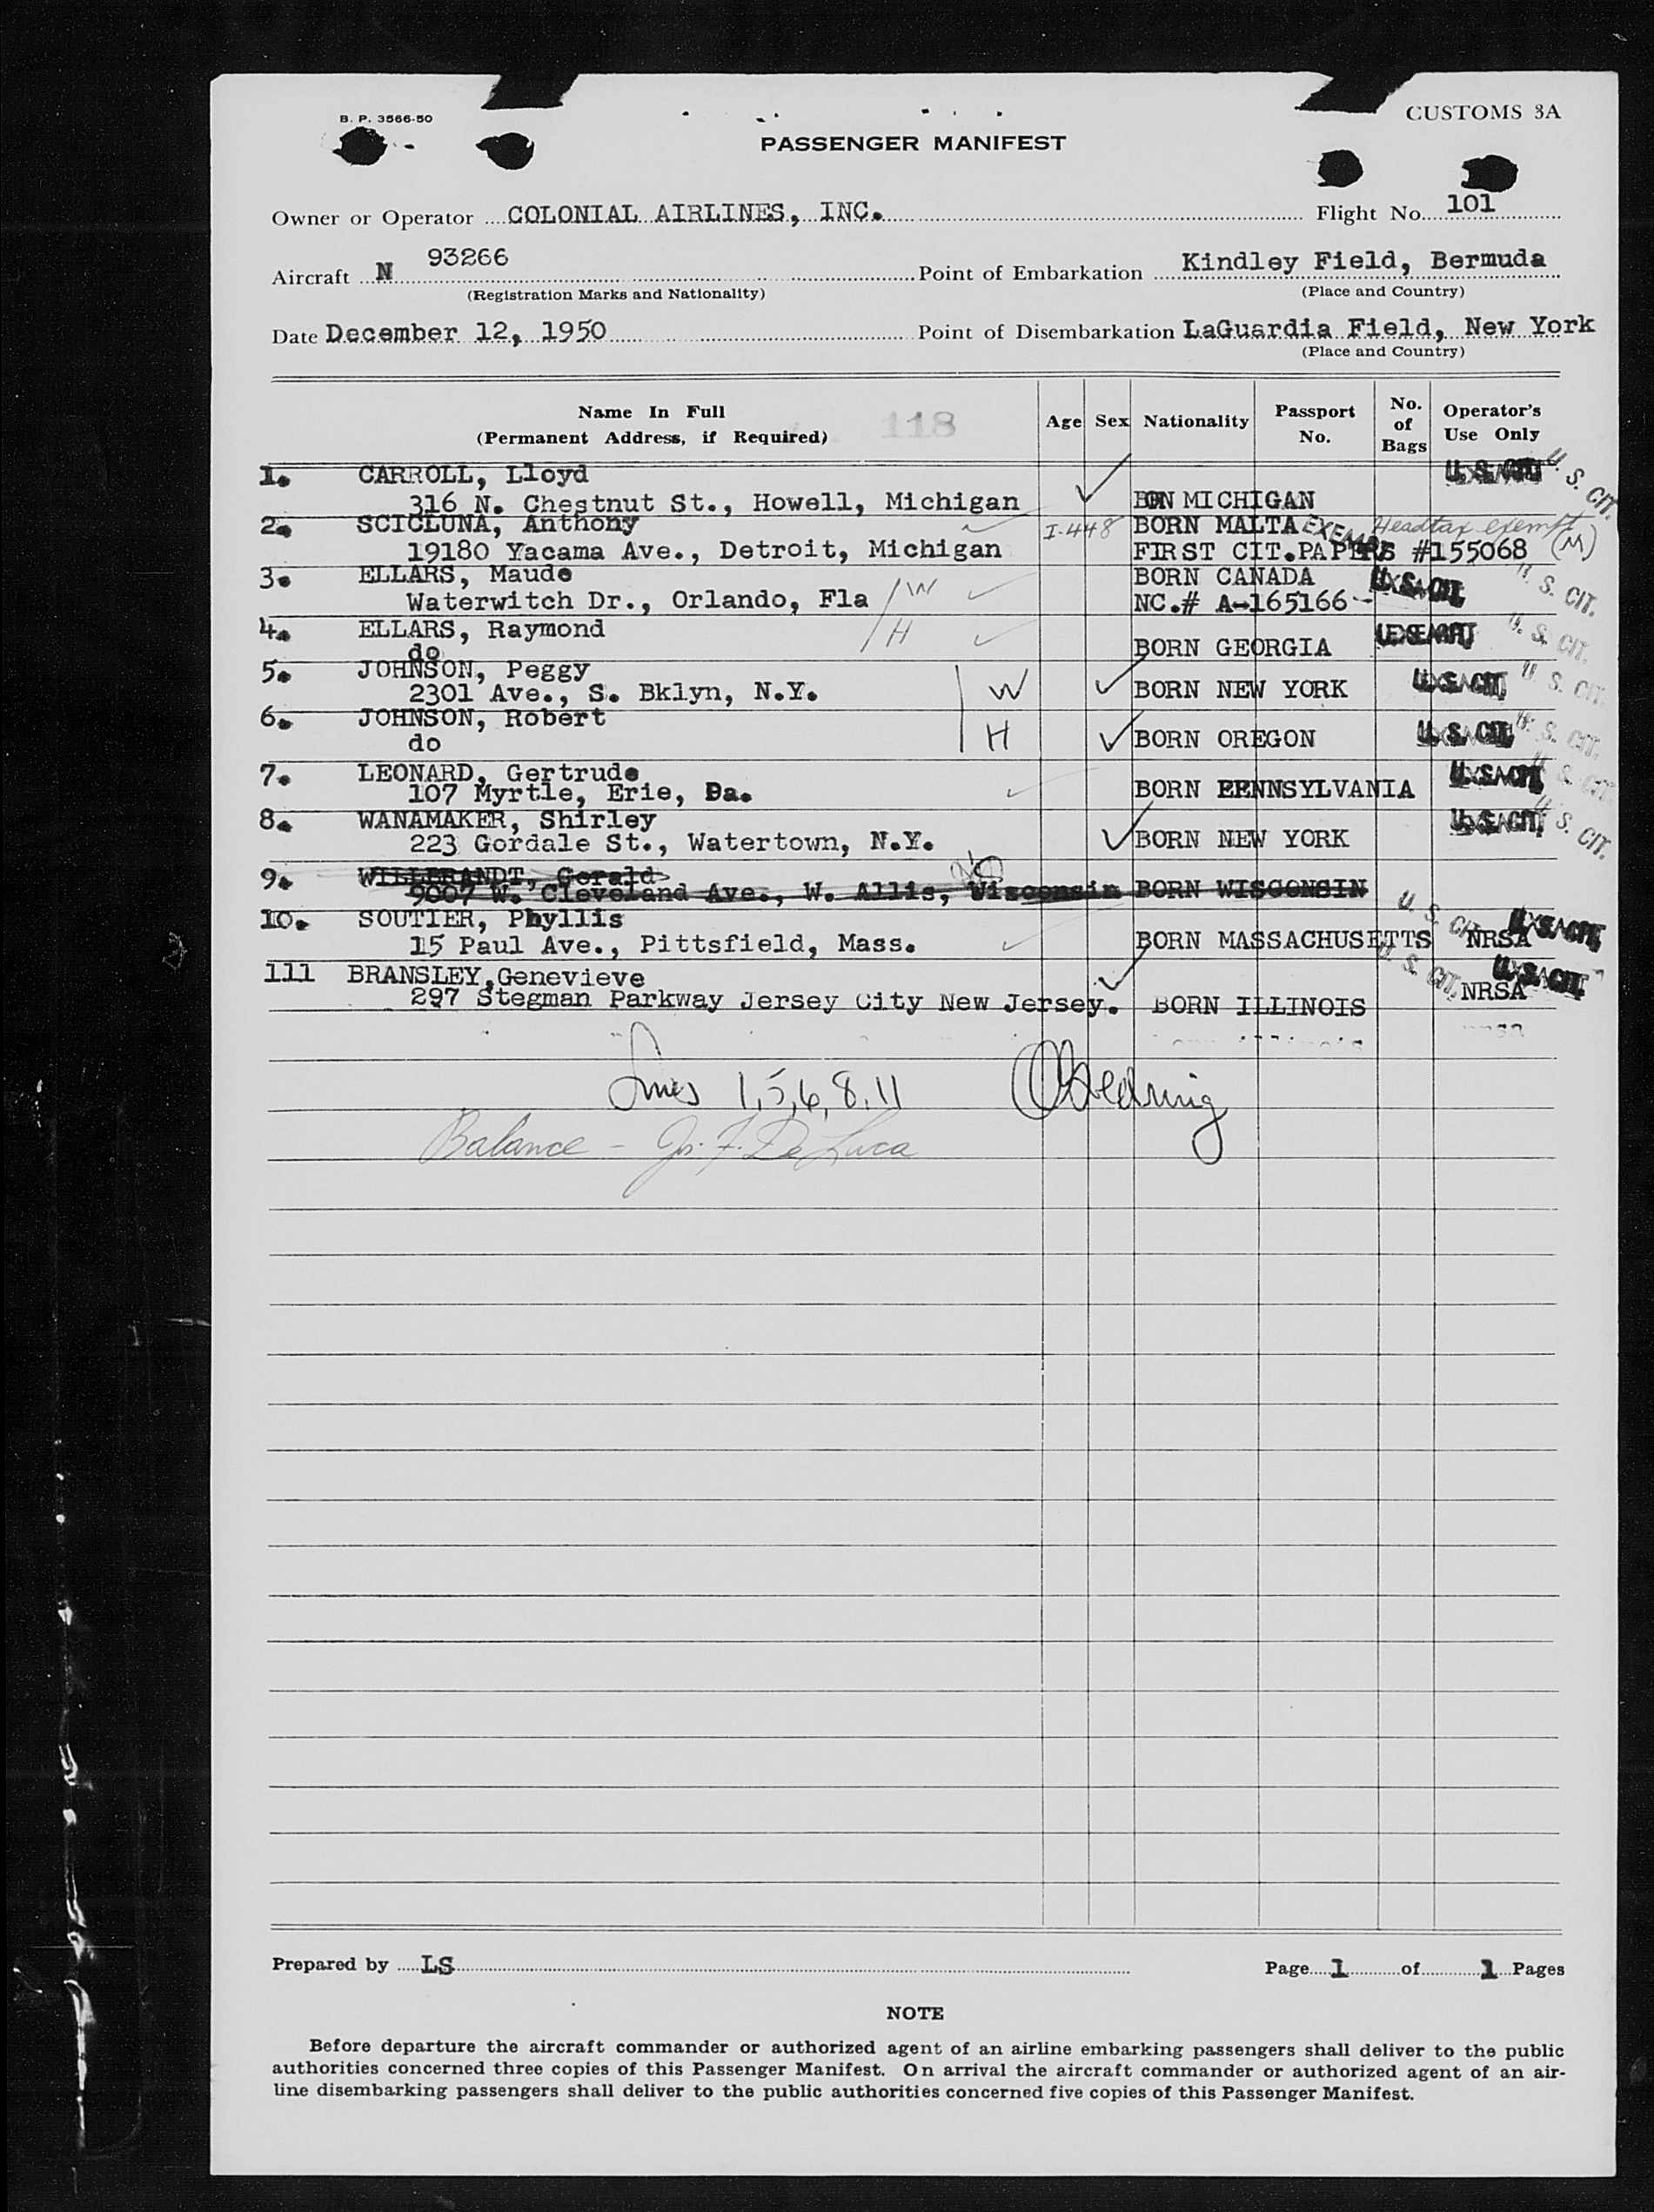 B. P. 3566-50
CUSTOMS 3A
PASSENGER MANIFEST
Owner or Operator COLONIAL AIRLINES, INC. Flight No. 101
Aircraft N 93266 Point of Embarkation Kindley Field, Bermuda
(Registration Marks and Nationality) (Place and Country)
Date December 12, 1950 Point of Disembarkation LaGuardia Field, New York
(Place and Country)
Name In Full (Permanent Address, if Required) 118 Age Sex Nationality Passport No. No. of Bags Operator's Use Only
1. CARROLL, Lloyd U. S. CIT.
316 N. Chestnut St., Howell, Michigan MICHIGAN
2. SCICLUNA, Anthony I-448 BORN MALTA EXEMPT Headtax exempt
19180 Yacama Ave., Detroit, Michigan FIRST CIT.PAPERS #155068 (M)
3. ELLARS, Maude BORN CANADA U. S. CIT.
Waterwitch Dr., Orlando, Fla W NC.# A-165166
4. ELLARS, Raymond H U. S. CIT.
do BORN GEORGIA
5. JOHNSON, Peggy U. S. CIT.
2301 Ave., S. Bklyn, N.Y. W BORN NEW YORK
6. JOHNSON, Robert U. S. CIT.
do H BORN OREGON
7. LEONARD, Gertrude U. S. CIT.
107 Myrtle, Erie, Pa. BORN PENNSYLVANIA
8. WANAMAKER, Shirley U. S. CIT.
223 Gordale St., Watertown, N.Y. BORN NEW YORK
9. WILLBRANDT, Gerald
9007 W. Cleveland Ave., W. Allis, Wisconsin BORN WISCONSIN
10. SOUTIER, Phyllis U. S. CIT.
15 Paul Ave., Pittsfield, Mass. BORN MASSACHUSETTS NRSA
111 BRANSLEY,Genevieve U. S. CIT.
297 Stegman Parkway Jersey City New Jersey. BORN ILLINOIS NRSA
Lines 1,5,6,8,11
Balance - Jos. F. De Luca
Prepared by LS Page 1 of 1 Pages
NOTE
Before departure the aircraft commander or authorized agent of an airline embarking passengers shall deliver to the public
authorities concerned three copies of this Passenger Manifest. On arrival the aircraft commander or authorized agent of an air-
line disembarking passengers shall deliver to the public authorities concerned five copies of this Passenger Manifest.